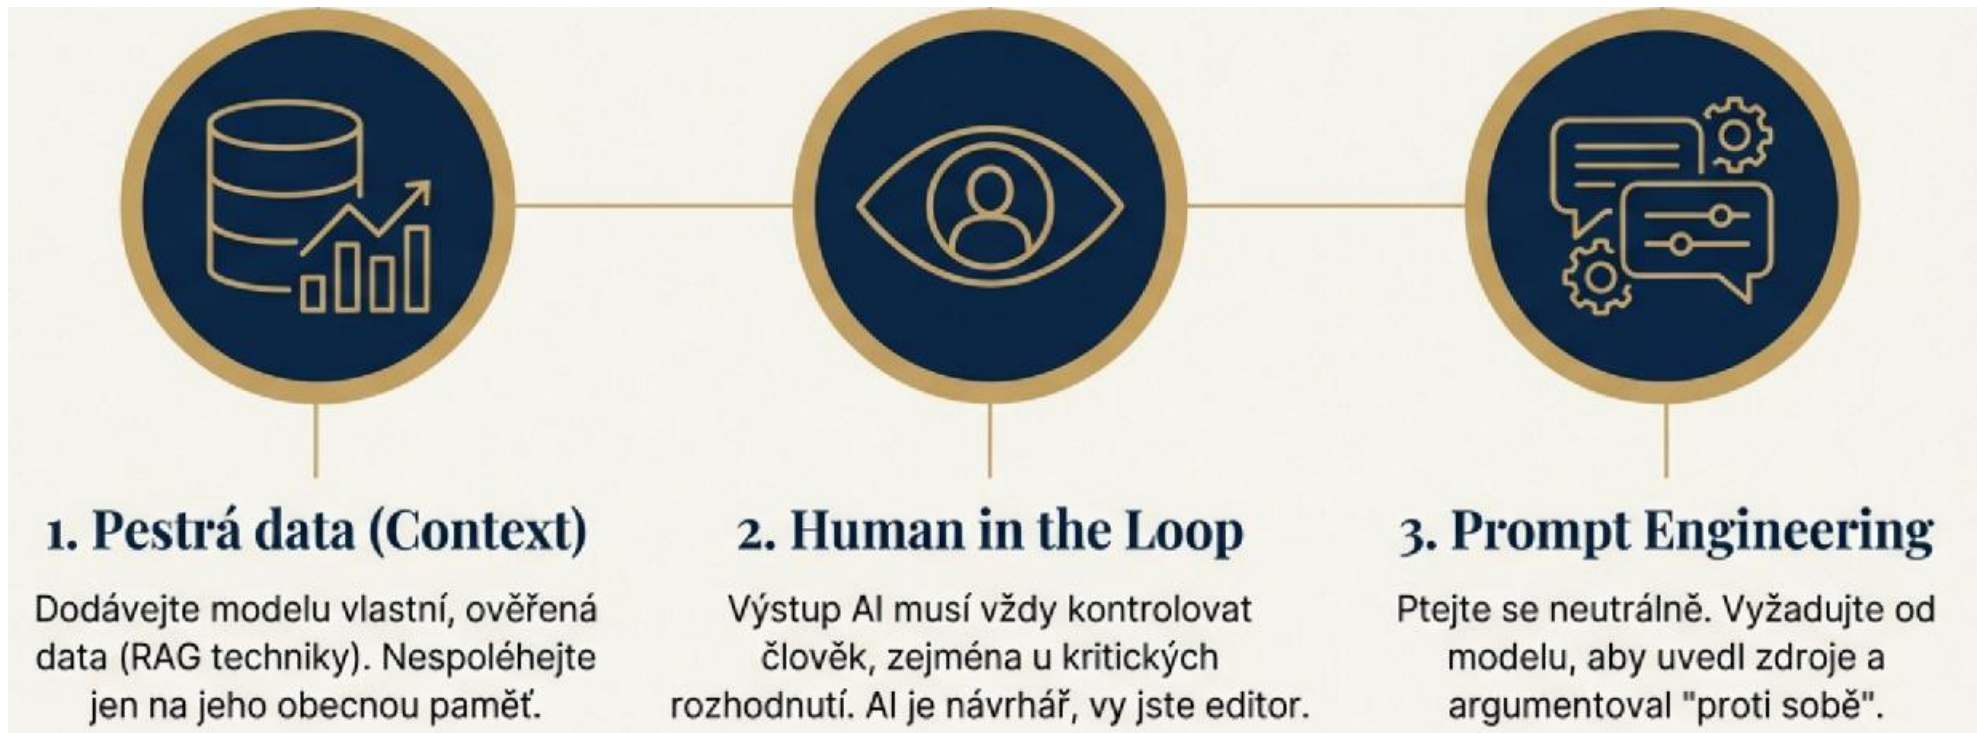 1. Pestrá data (Context)
Dodávejte modelu vlastní, ověřená
data (RAG techniky). Nespoléhejte
jen na jeho obecnou paměť.
2. Human in the Loop
Výstup AI musí vždy kontrolovat
člověk, zejména u kritických
rozhodnutí. AI je návrhář, vy jste editor.
3. Prompt Engineering
Ptejte se neutrálně. Vyžadujte od
modelu, aby uvedl zdroje a
argumentoval "proti sobě".